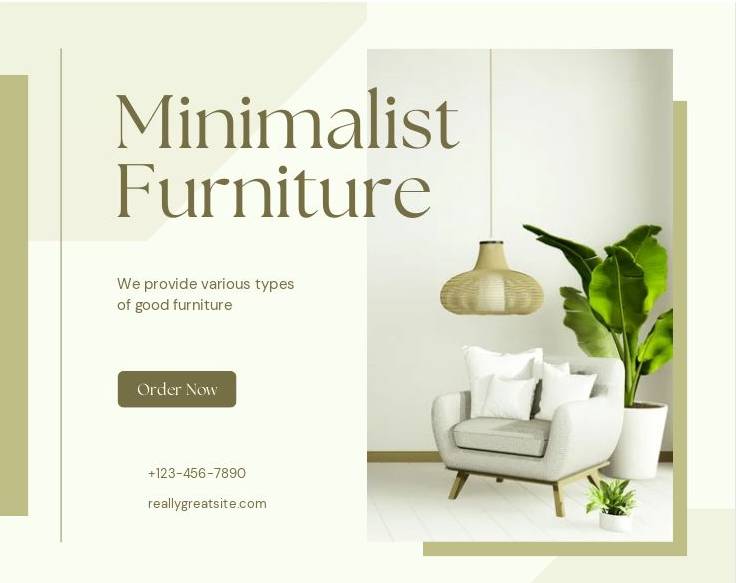 Minimalist
Furniture
We provide various types
of good furniture
Order Now
+123-456-7890
reallygreatsite.com